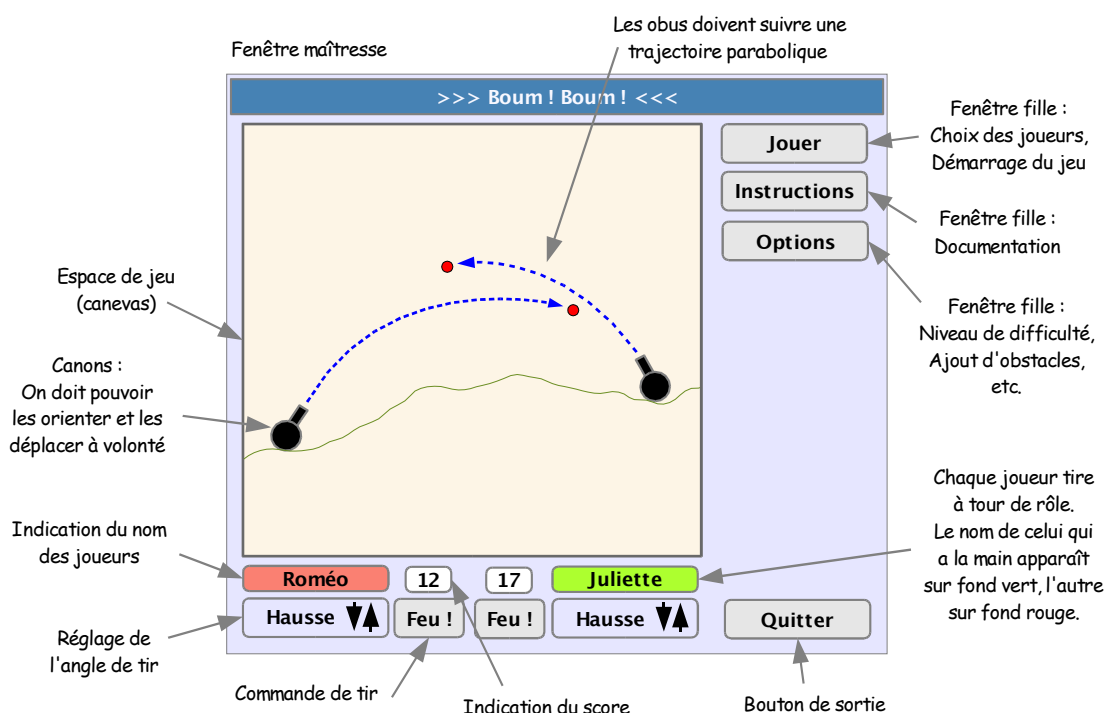 Les obus doivent suivre une
trajectoire parabolique
Fenêtre maîtresse
>>> Boum ! Boum ! <<<
Jouer
Instructions
Options
Fenêtre fille :
Choix des joueurs,
Démarrage du jeu
Fenêtre fille :
Documentation
Fenêtre fille :
Niveau de difficulté,
Ajout d'obstacles,
etc.
Espace de jeu
(canevas)
Canons :
On doit pouvoir
les orienter et les
déplacer à volonté
Indication du nom
des joueurs
Chaque joueur tire
à tour de rôle.
Le nom de celui qui
a la main apparaît
sur fond vert, l'autre
sur fond rouge.
Roméo 12 17 Juliette
Hausse Feu ! Feu ! Hausse Quitter
Réglage de
l'angle de tir
Commande de tir
Indication du score
Bouton de sortie